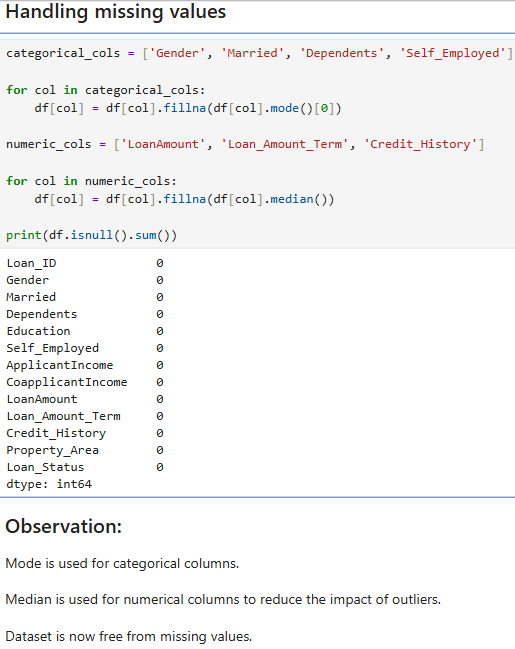 Handling missing values
categorical_cols = ['Gender', 'Married', 'Dependents', 'Self_Employed']
for col in categorical_cols:
    df[col] = df[col].fillna(df[col].mode()[0])
numeric_cols = ['LoanAmount', 'Loan_Amount_Term', 'Credit_History']
for col in numeric_cols:
    df[col] = df[col].fillna(df[col].median())
print(df.isnull().sum())
Loan_ID              0
Gender               0
Married              0
Dependents           0
Education            0
Self_Employed        0
ApplicantIncome      0
CoapplicantIncome    0
LoanAmount           0
Loan_Amount_Term     0
Credit_History       0
Property_Area        0
Loan_Status          0
dtype: int64
Observation:
Mode is used for categorical columns.
Median is used for numerical columns to reduce the impact of outliers.
Dataset is now free from missing values.